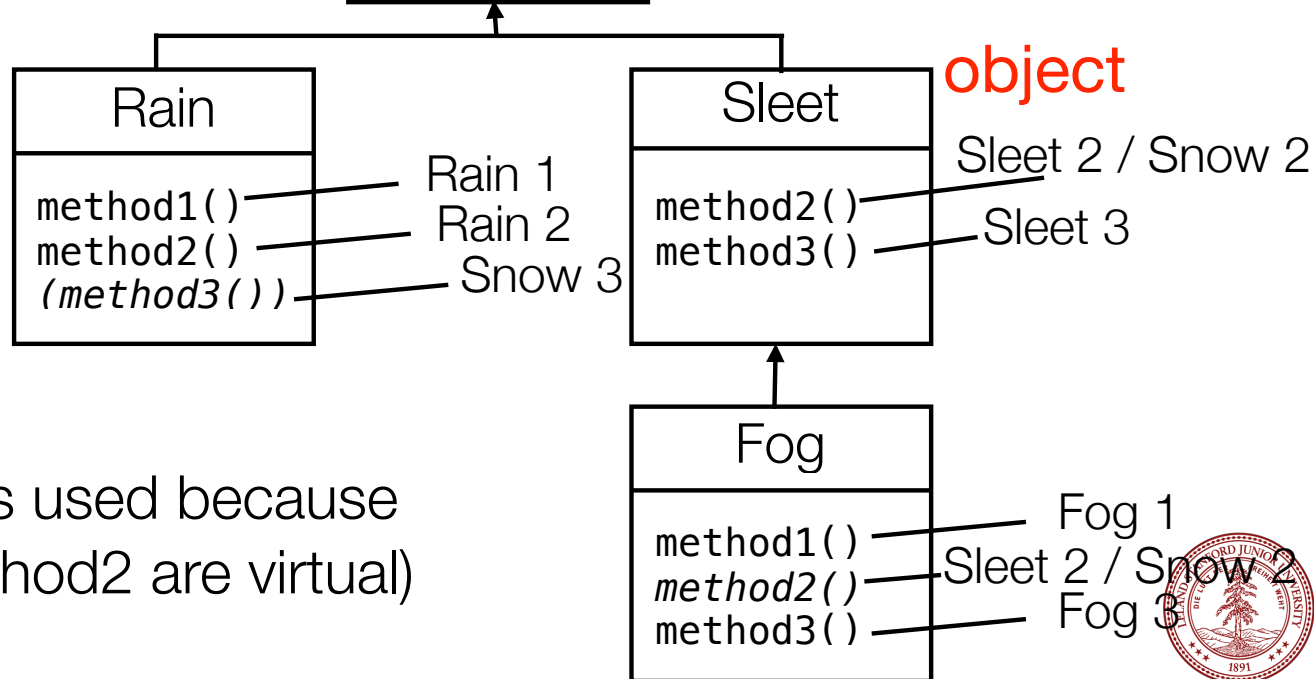 object
Rain
method1()
method2()
(method3())
Rain 1
Rain 2
Snow 3
Sleet
method2()
method3()
Sleet 2 / Snow 2
Sleet 3
Fog
method1()
method2()
method3()
Fog 1
Sleet 2 / Snow 2
Fog 3
s used because
hod2 are virtual)
1891